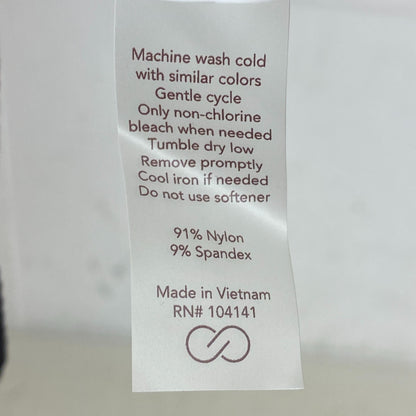 Machine wash cold
with similar colors
Gentle cycle
Only non-chlorine
bleach when needed
Tumble dry low
Remove promptly
Cool iron if needed
Do not use softener
91% Nylon
9% Spandex
Made in Vietnam
RN# 104141